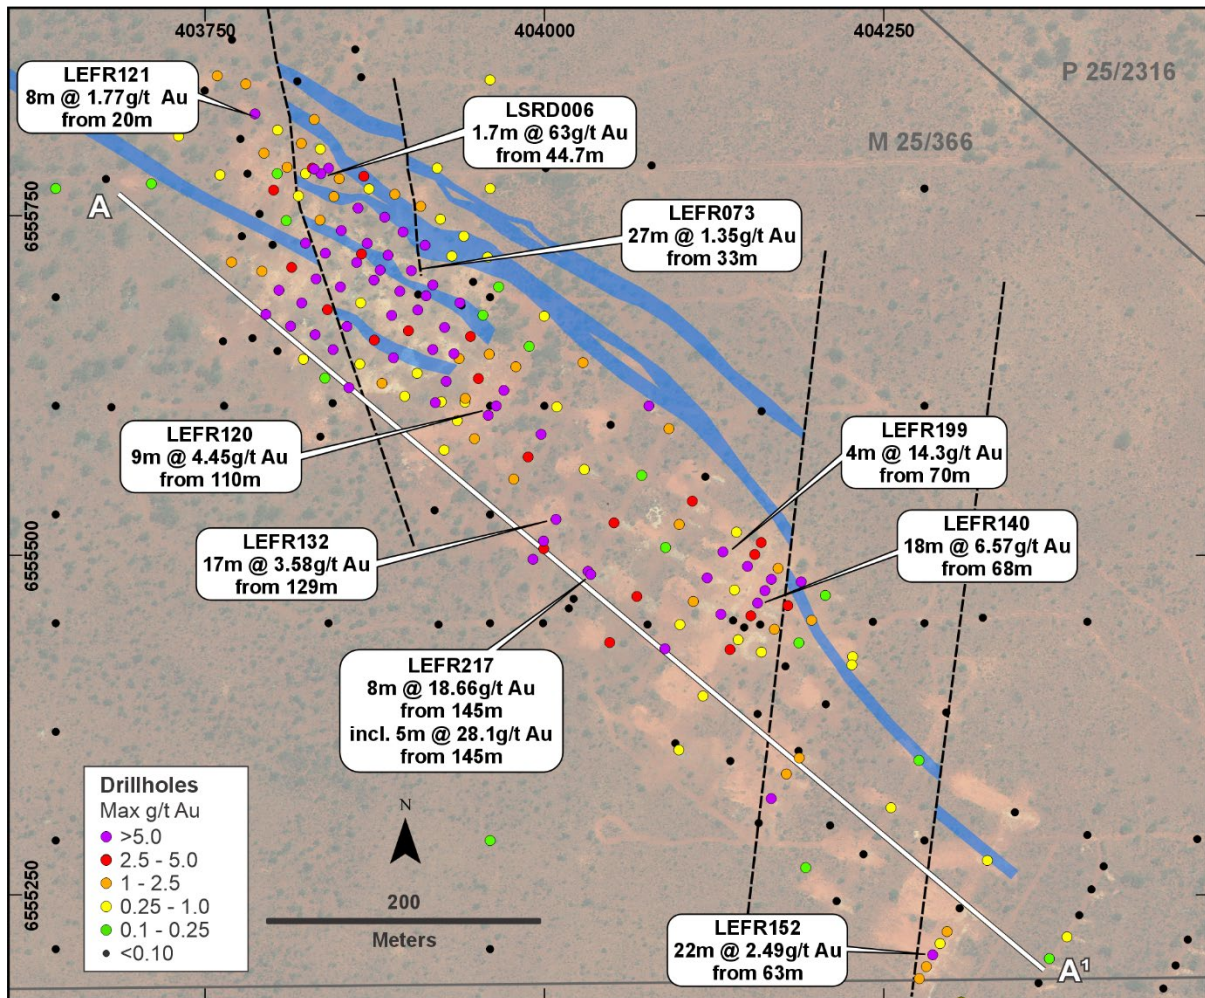 403750
404000
404250
P 25/2316
LEFR121
8m @ 1.77g/t Au
from 20m
LSRD006
1.7m @ 63g/t Au
from 44.7m
M 25/366
6555750
A
LEFR073
27m @ 1.35g/t Au
from 33m
LEFR120
9m @ 4.45g/t Au
from 110m
LEFR199
4m @ 14.3g/t Au
from 70m
6555500
LEFR132
17m @ 3.58g/t Au
from 129m
LEFR140
18m @ 6.57g/t Au
from 68m
LEFR217
8m @ 18.66g/t Au
from 145m
incl. 5m @ 28.1g/t Au
from 145m
Drillholes
Max g/t Au
>5.0
2.5 - 5.0
1 - 2.5
0.25 - 1.0
0.1 - 0.25
<0.10
N
200
Meters
6555250
LEFR152
22m @ 2.49g/t Au
from 63m
A¹